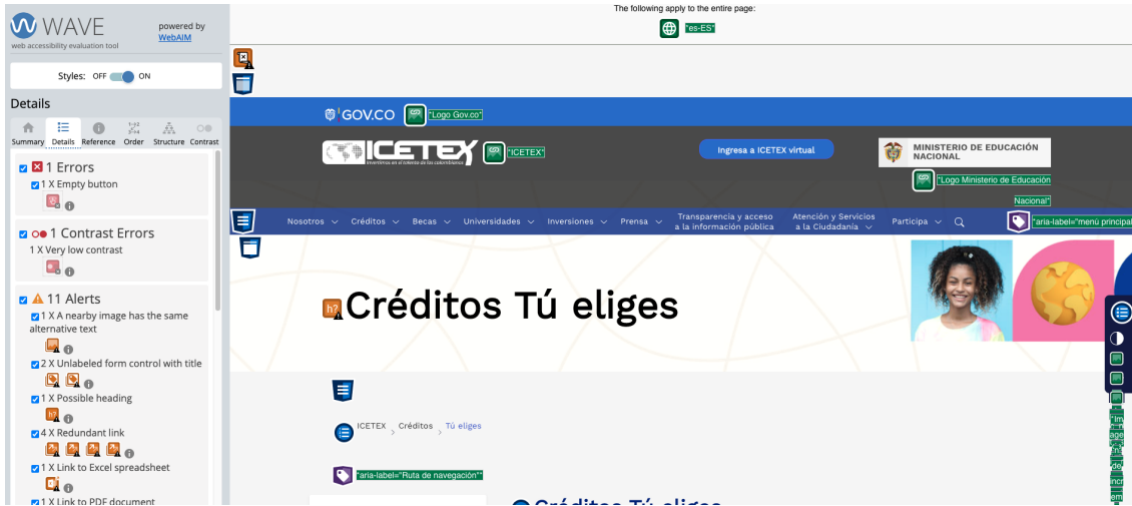 WAVE
powered by
WebAIM
web accessibility evaluation tool
Styles: OFF ON
Details
Summary Details Reference Order Structure Contrast
1 Errors
1 X Empty button
1 Contrast Errors
1 X Very low contrast
11 Alerts
1 X A nearby image has the same
alternative text
2 X Unlabeled form control with title
1 X Possible heading
h?
4 X Redundant link
1 X Link to Excel spreadsheet
1 X Link to PDF document
The following apply to the entire page:
"es-ES"
GOV.CO "Logo Gov.co"
ICETEX "ICETEX"
Ingresa a ICETEX virtual
MINISTERIO DE EDUCACIÓN
NACIONAL
"Logo Ministerio de Educación
Nacional"
Nosotros Créditos Becas Universidades Inversiones Prensa
Transparencia y acceso
a la información pública
Atención y Servicios
a la Ciudadanía
Participa
*aria-label="menú principal
h? Créditos Tú eliges
ICETEX > Créditos > Tú eliges
*aria-label="Ruta de navegación"*
Créditos Tú eliges
"Im
age
n
de
incr
em